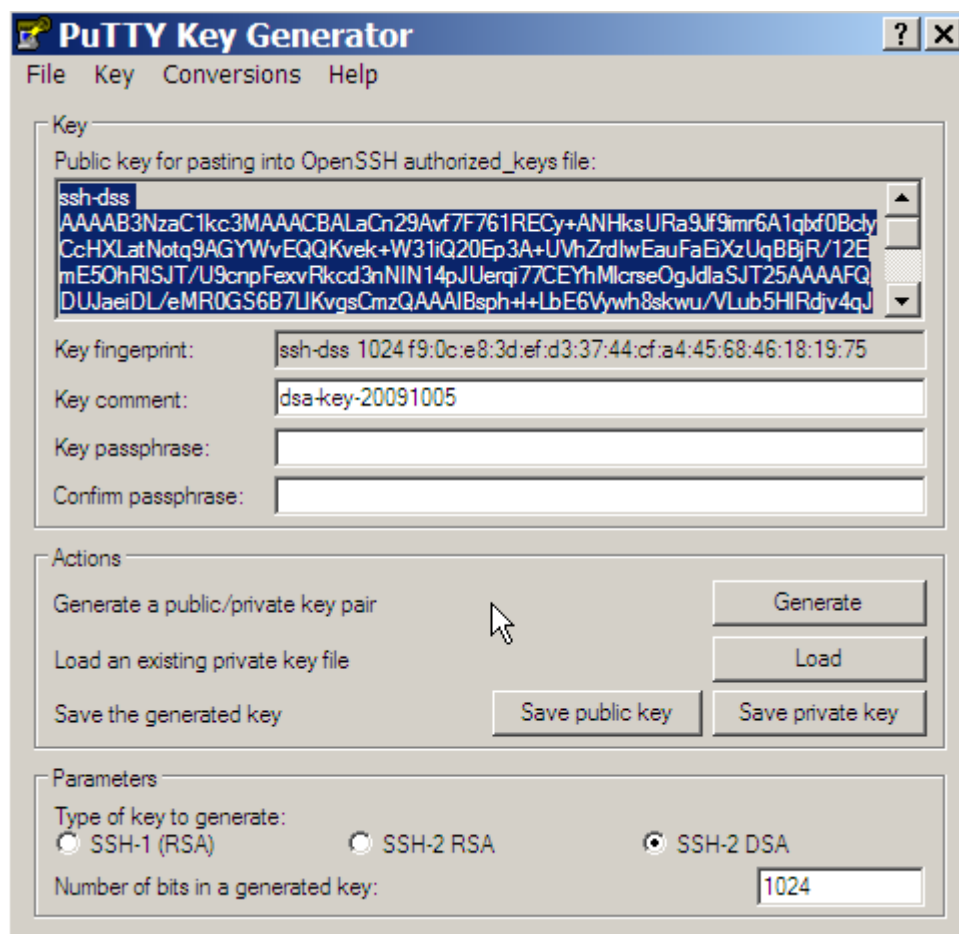 PuTTY Key Generator
File Key Conversions Help
Key
Public key for pasting into OpenSSH authorized_keys file:
ssh-dss
AAAAB3NzaC1kc3MAAACBALaCn29Avf7F761RECy+ANHksURa9Jf9imr6A1qlxf0Bcly
CcHXLatNotq9AGYWvEQQKvek+W31iQ20Ep3A+UVhZrdIwEauFaEiXzUqBBjR/12E
mE5OhRlSJT/U9cnpFexvRkcd3nNIN14pJUerqi77CEYhMlcrseOgJdlaSJT25AAAAFQ
DUJaeiDL/eMR0GS6B7LlKvgsCmzQAAAIBsph+l+LbE6Vywh8skwu/VLub5HlRdjv4qJ
Key fingerprint: ssh-dss 1024 f9:0c:e8:3d:ef:d3:37:44:cf:a4:45:68:46:18:19:75
Key comment: dsa-key-20091005
Key passphrase:
Confirm passphrase:
Actions
Generate a public/private key pair Generate
Load an existing private key file Load
Save the generated key Save public key Save private key
Parameters
Type of key to generate:
SSH-1 (RSA) SSH-2 RSA SSH-2 DSA
Number of bits in a generated key: 1024